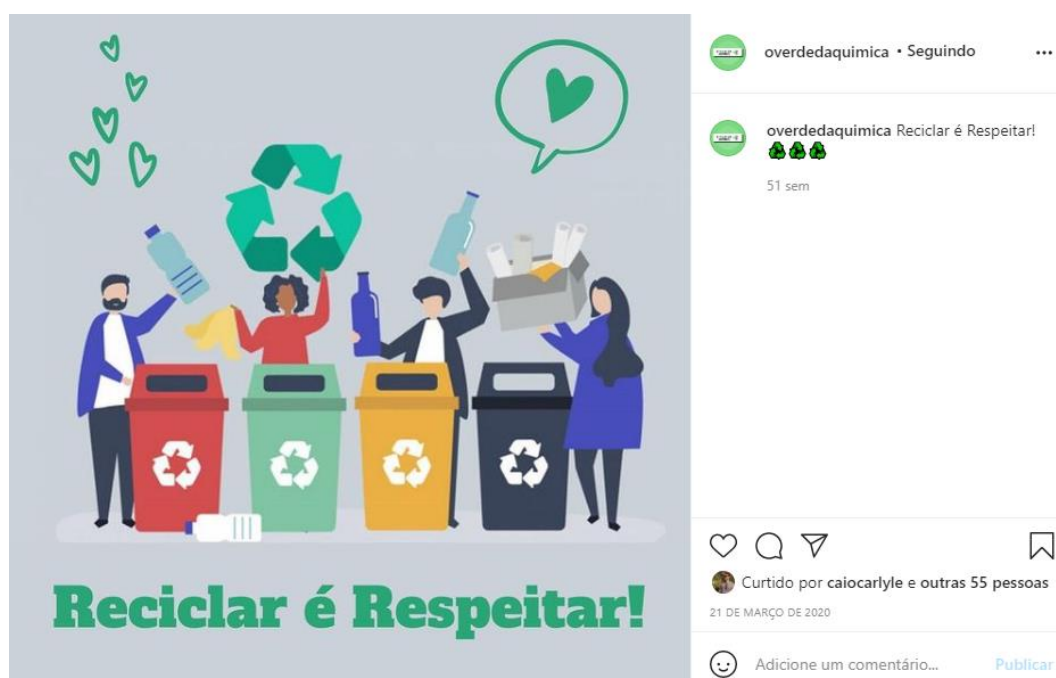 Reciclar é Respeitar!
overdedaquimica • Seguindo
overdedaquimica Reciclar é Respeitar!
51 sem
Curtido por caiocarlyle e outras 55 pessoas
21 DE MARÇO DE 2020
Adicione um comentário... Publicar